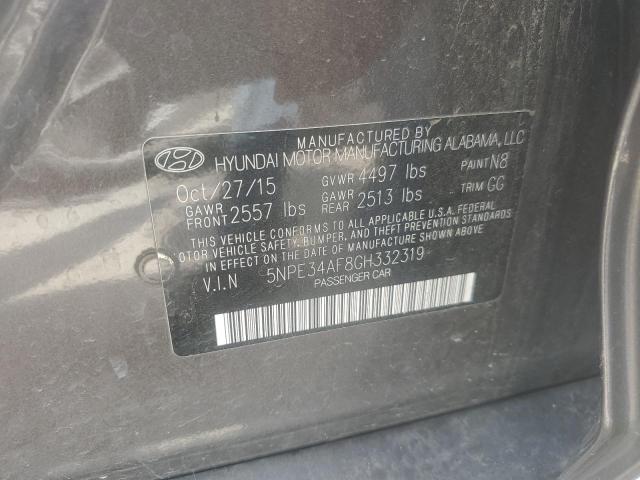 MANUFACTURED BY
HYUNDAI MOTOR MANUFACTURING ALABAMA, LLC
Oct/27/15 GVWR 4497 lbs PAINT N8
GAWR FRONT 2557 lbs GAWR REAR 2513 lbs TRIM GG
THIS VEHICLE CONFORMS TO ALL APPLICABLE U.S.A. FEDERAL
MOTOR VEHICLE SAFETY, BUMPER, AND THEFT PREVENTION STANDARDS
IN EFFECT ON THE DATE OF MANUFACTURE SHOWN ABOVE
V.I.N 5NPE34AF8GH332319
PASSENGER CAR